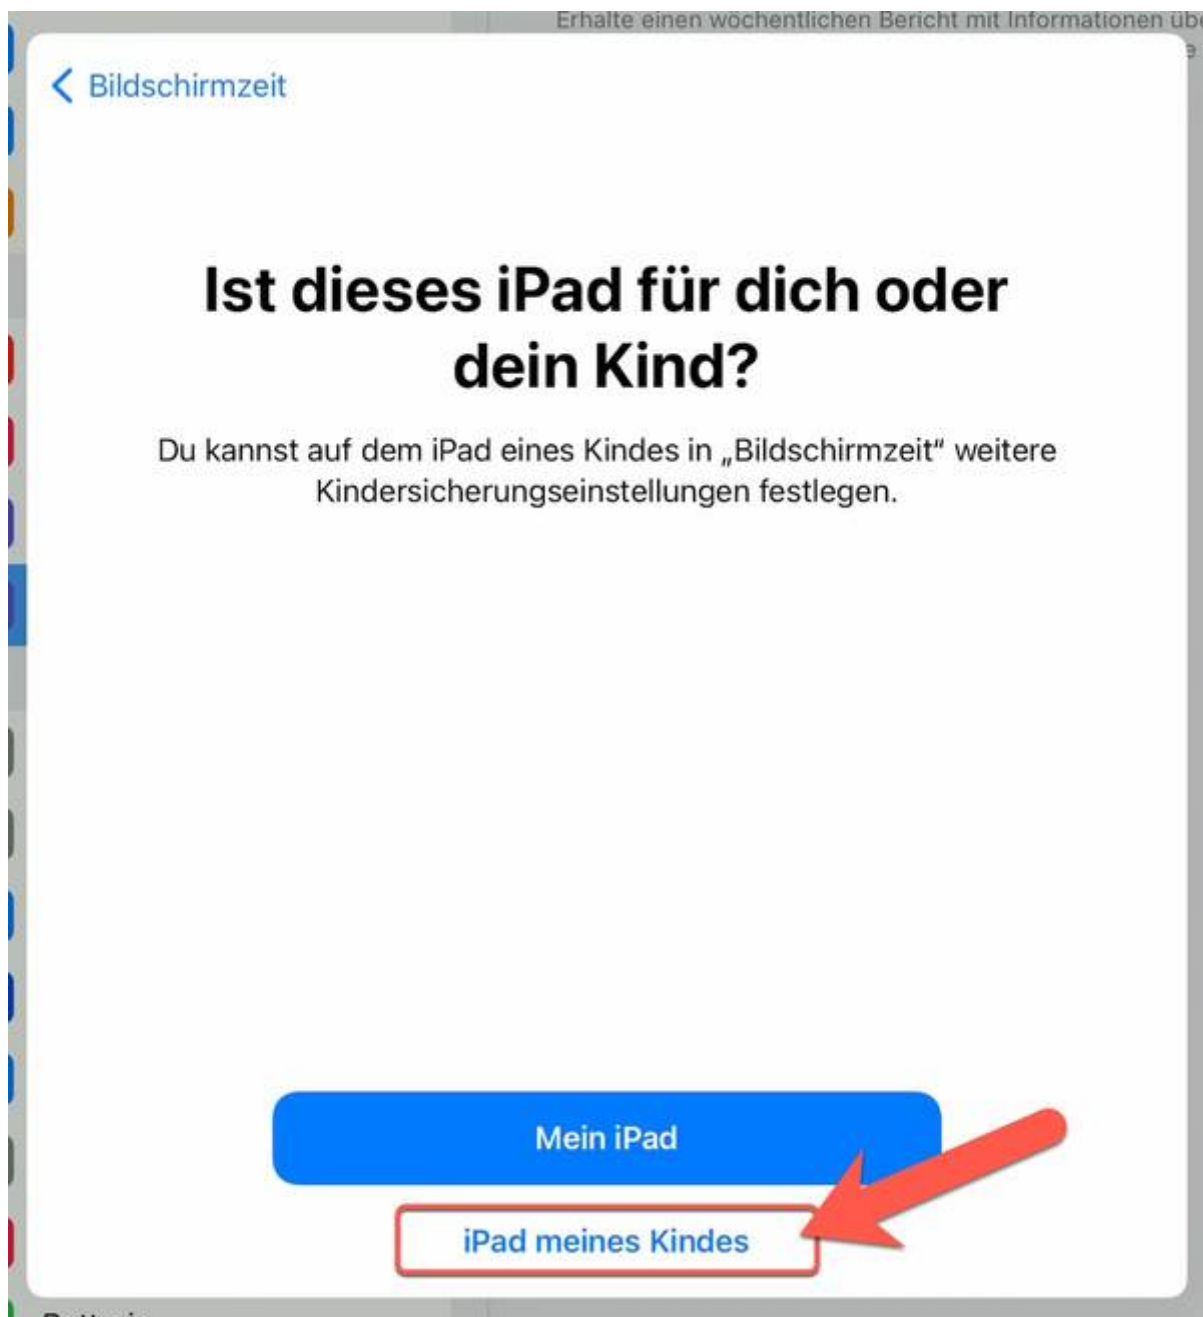 Erhalte einen wöchentlichen Bericht mit Informationen üb
Bildschirmzeit
Ist dieses iPad für dich oder
dein Kind?
Du kannst auf dem iPad eines Kindes in „Bildschirmzeit“ weitere
Kindersicherungseinstellungen festlegen.
Mein iPad
iPad meines Kindes